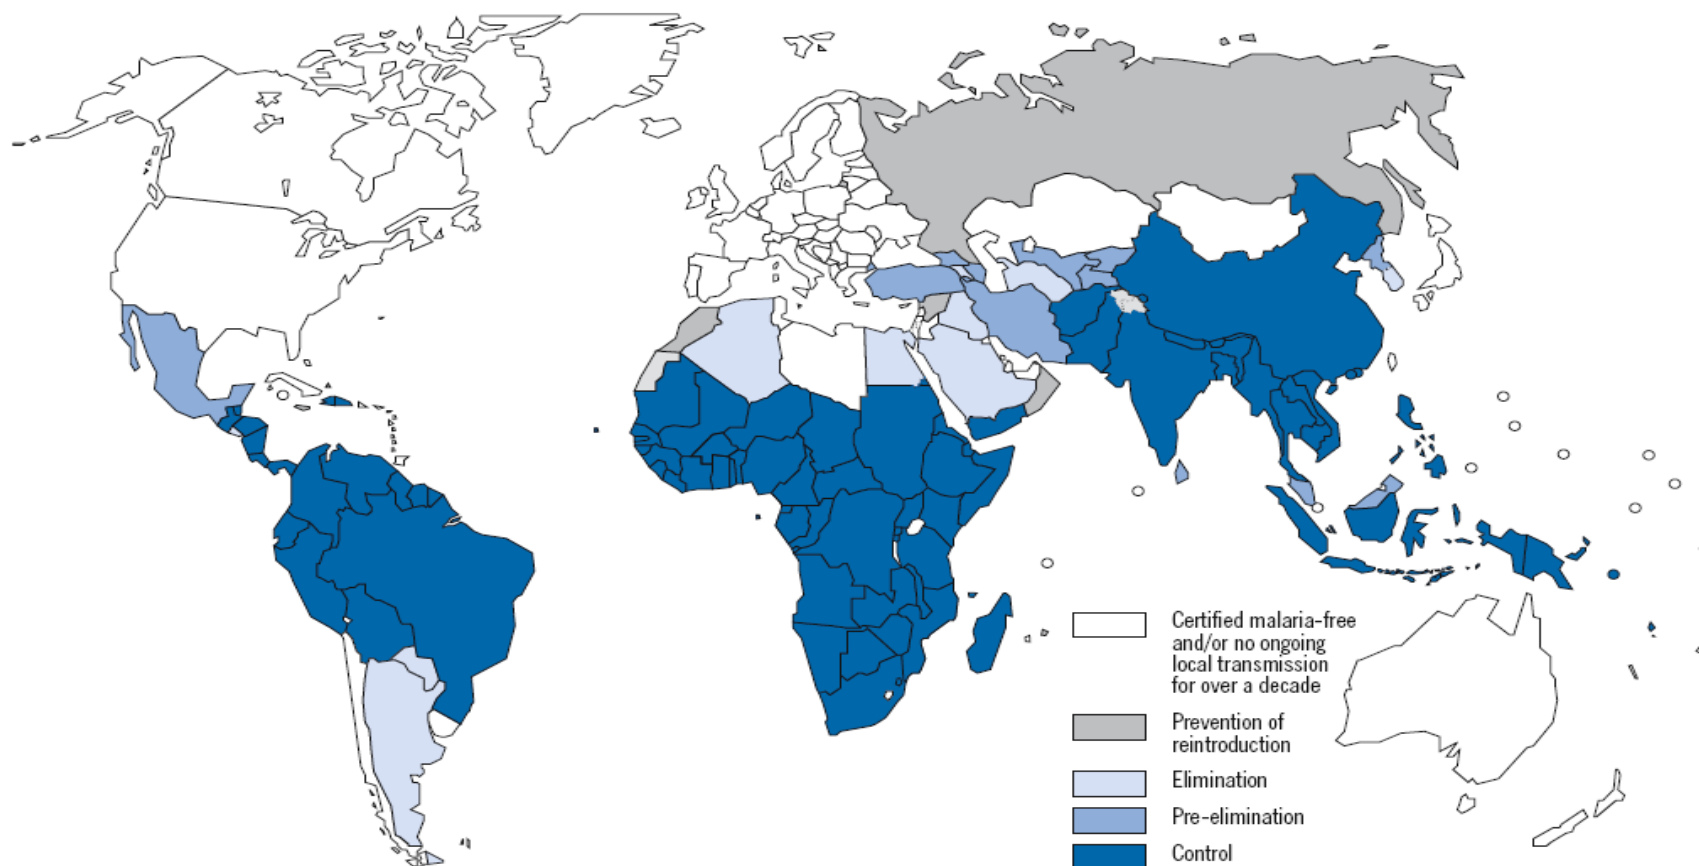 Certified malaria-free
and/or no ongoing
local transmission
for over a decade
Prevention of
reintroduction
Elimination
Pre-elimination
Control